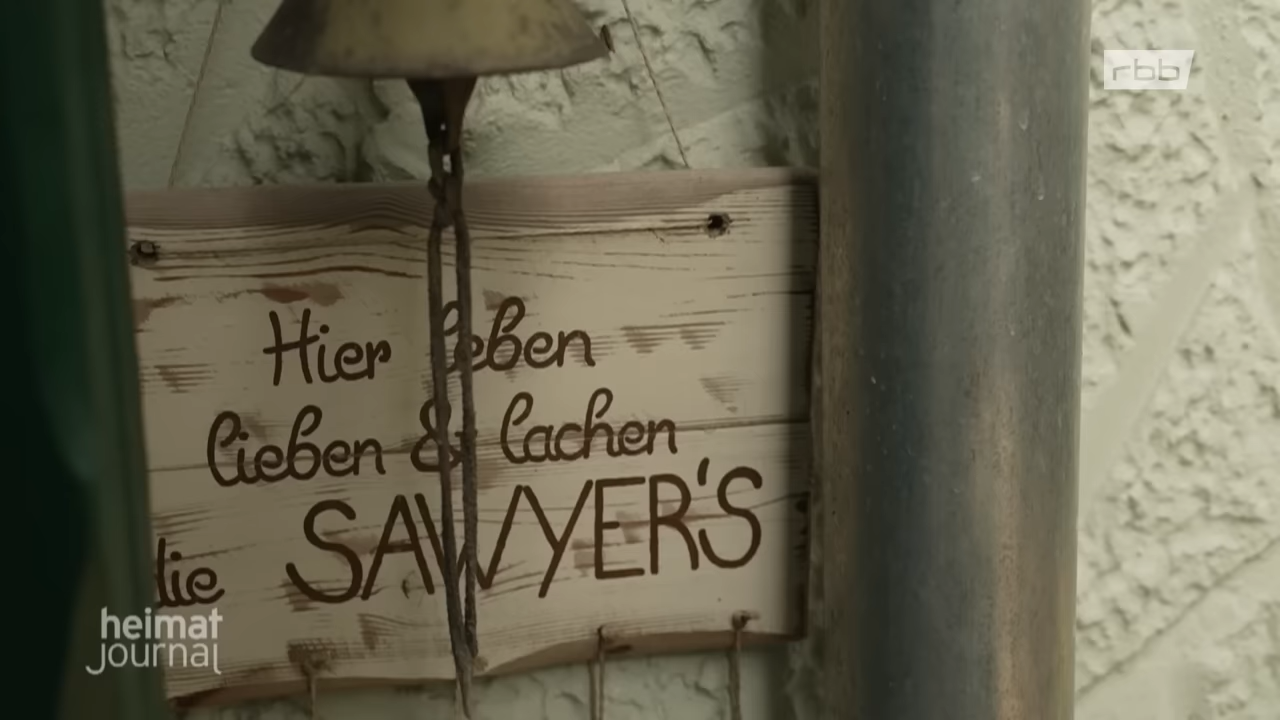 rbb
Hier leben
lieben & lachen
die SAWYER'S
heimat
journal